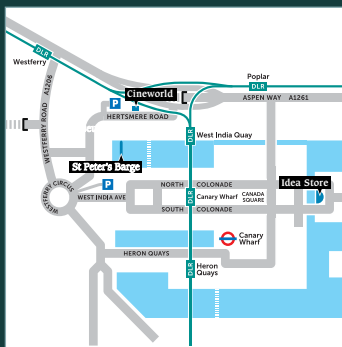 DLR
Westferry
A1206
WESTFERRY ROAD
Cineworld
P
HERTSMERE ROAD
Poplar
DLR
ASPEN WAY A1261
DLR
West India Quay
St Peter's Barge
P
WESTFERRY CIRCUS
WEST INDIA AVE
NORTH COLONADE
DLR
Canary Wharf
CANADA
SQUARE
SOUTH COLONADE
Idea Store
Canary
Wharf
HERON QUAYS
DLR
Heron
Quays